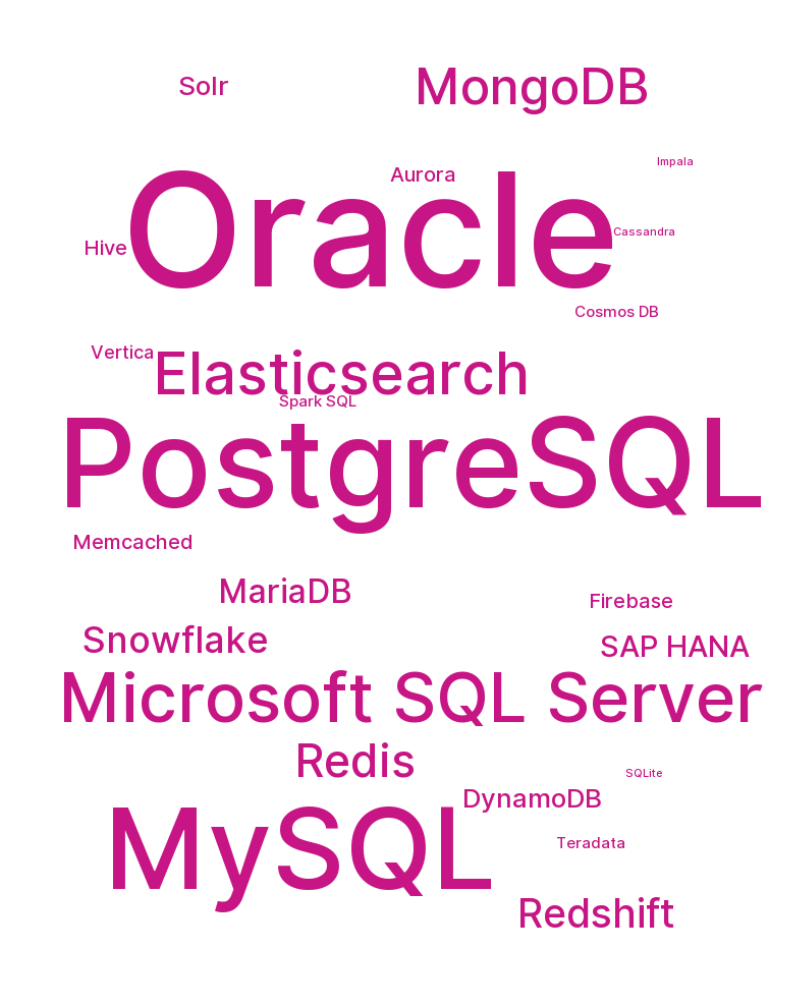 Solr
MongoDB
Impala
Aurora
Oracle
Cassandra
Hive
Cosmos DB
Vertica
Elasticsearch
Spark SQL
PostgreSQL
Memcached
MariaDB
Firebase
Snowflake
SAP HANA
Microsoft SQL Server
Redis
SQLite
DynamoDB
MySQL
Teradata
Redshift